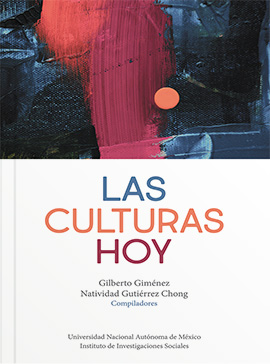 LAS
CULTURAS
HOY
Gilberto Giménez
Natividad Gutiérrez Chong
Compiladores
Universidad Nacional Autónoma de México
Instituto de Investigaciones Sociales